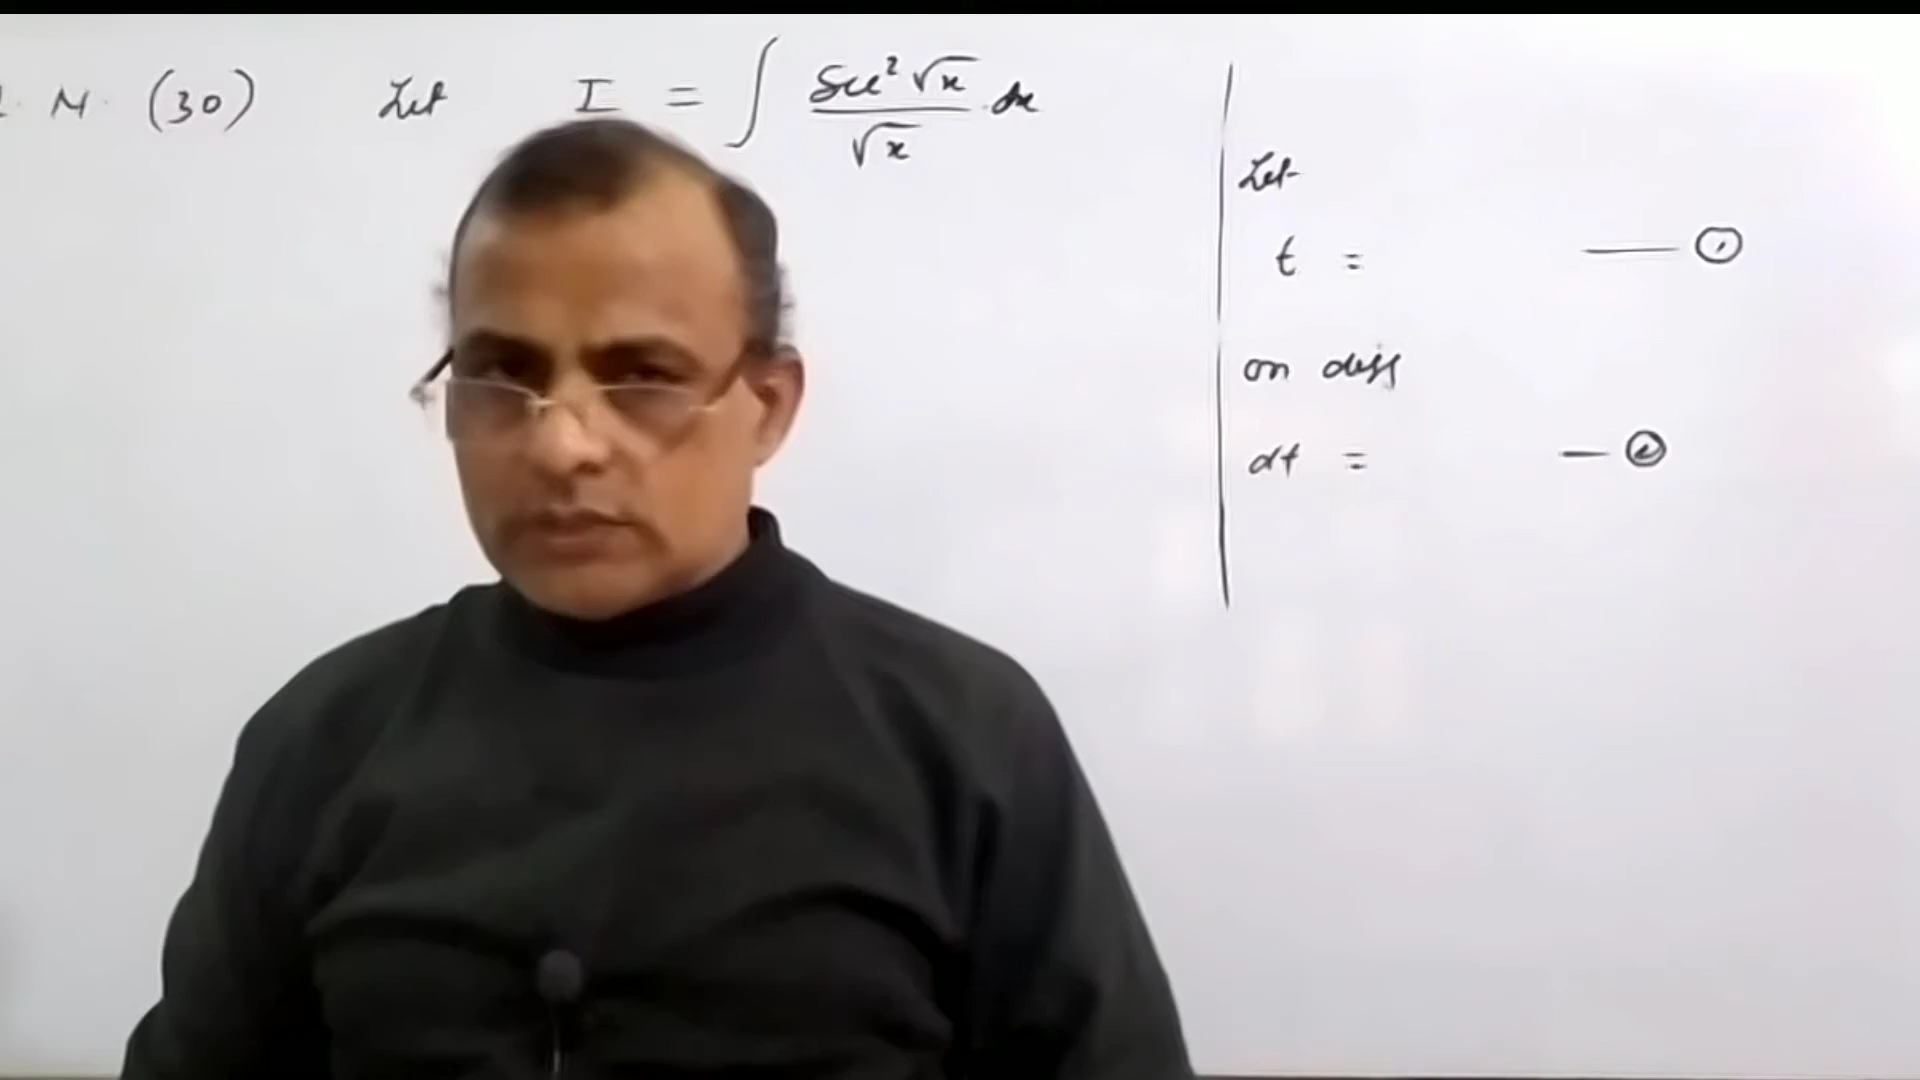 . N. (30) Let I = ∫ Sec² √x / √x dx
Let
t = — ①
on diff
dt = — ②